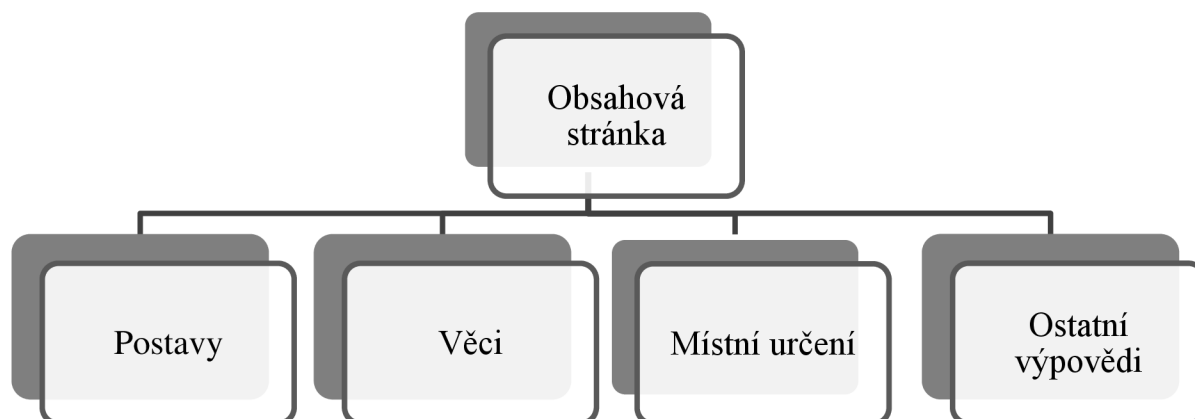 Obsahová
stránka
Postavy
Věci
Místní určení
Ostatní
výpovědi